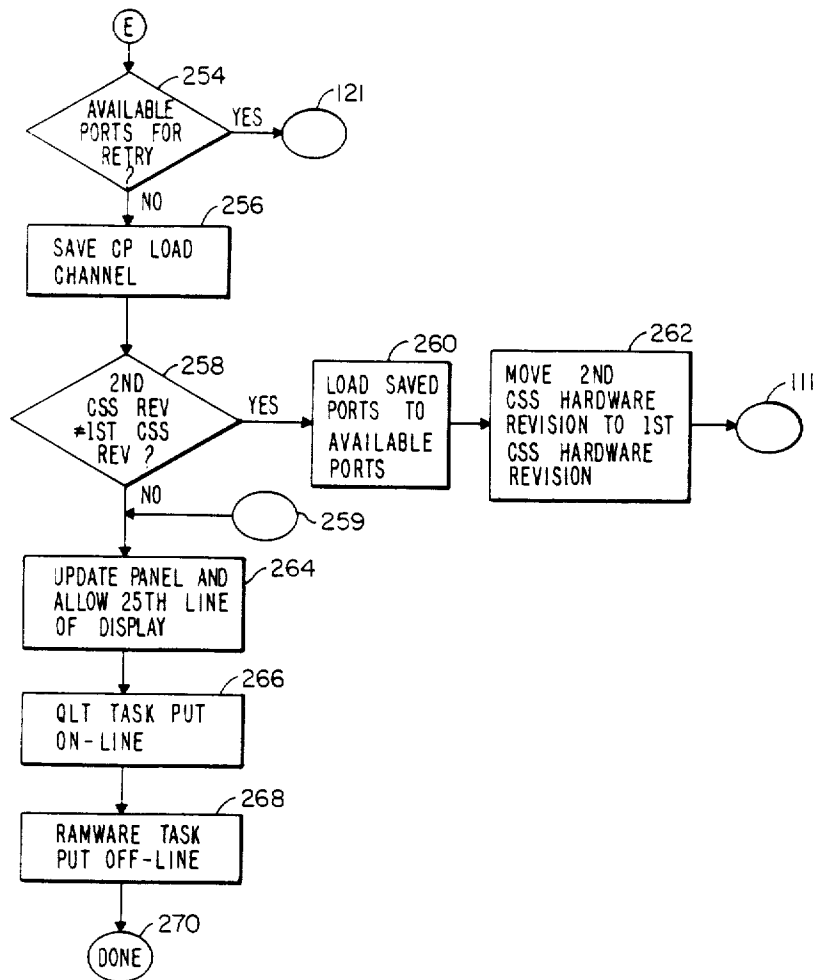 E
254
AVAILABLE
PORTS FOR
RETRY
?
YES
121
NO
256
SAVE CP LOAD
CHANNEL
258
2ND
CSS REV
≠1ST CSS
REV ?
YES
260
LOAD SAVED
PORTS TO
AVAILABLE
PORTS
262
MOVE 2ND
CSS HARDWARE
REVISION TO 1ST
CSS HARDWARE
REVISION
111
NO
259
264
UPDATE PANEL AND
ALLOW 25TH LINE
OF DISPLAY
266
QLT TASK PUT
ON-LINE
268
RAMWARE TASK
PUT OFF-LINE
270
DONE